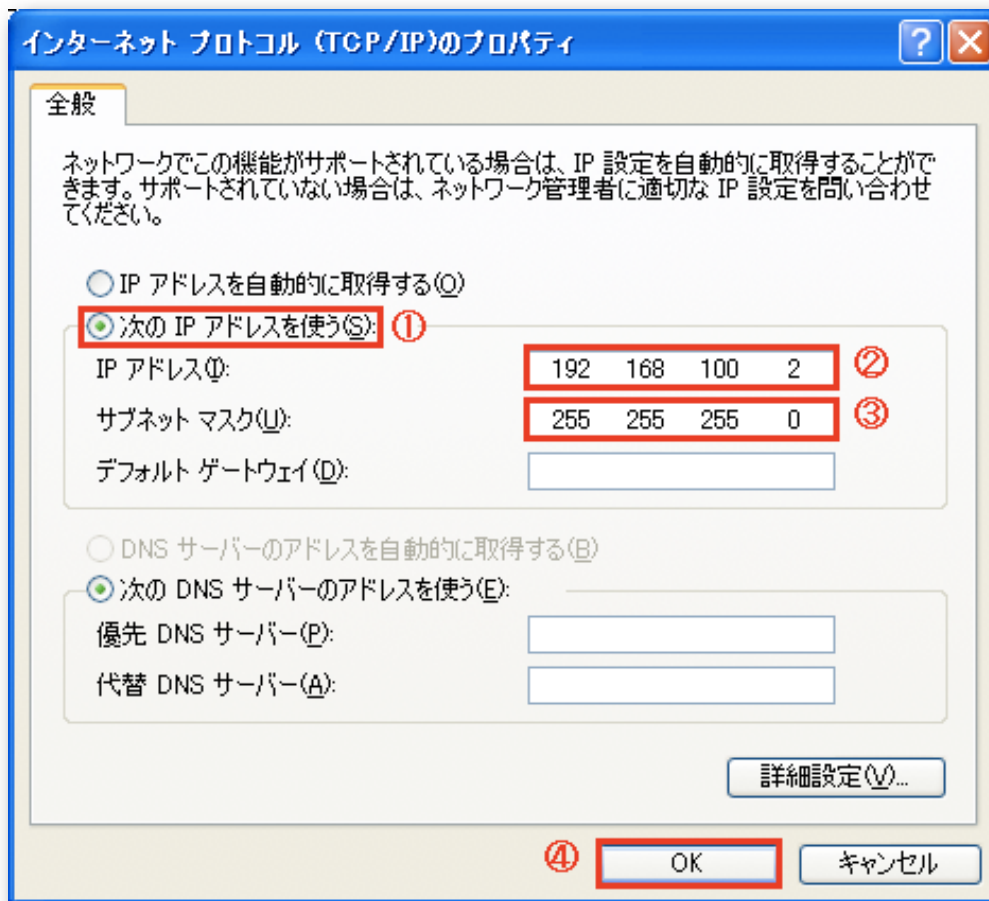 インターネット プロトコル (TCP/IP)のプロパティ
全般
ネットワークでこの機能がサポートされている場合は、IP 設定を自動的に取得することがで
きます。サポートされていない場合は、ネットワーク管理者に適切な IP 設定を問い合わせ
てください。
IP アドレスを自動的に取得する(O)
次の IP アドレスを使う(S): ①
IP アドレス(I): 192 168 100 2 ②
サブネット マスク(U): 255 255 255 0 ③
デフォルト ゲートウェイ(D):
DNS サーバーのアドレスを自動的に取得する(B)
次の DNS サーバーのアドレスを使う(E):
優先 DNS サーバー(P):
代替 DNS サーバー(A):
詳細設定(V)...
④ OK キャンセル